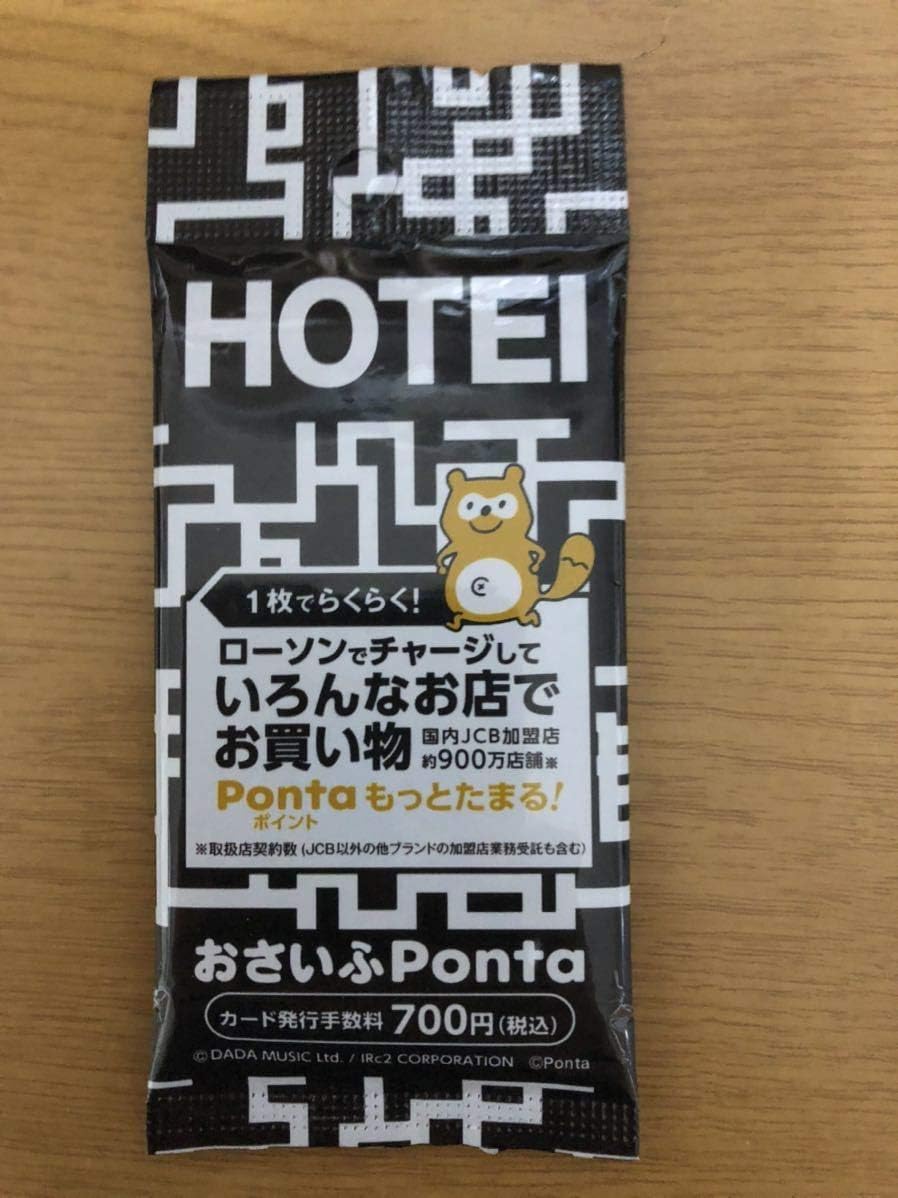 HOTEI
1枚でらくらく!
ローソンでチャージして
いろんなお店で
お買い物 国内JCB加盟店
約900万店舗※
Pontaもっとたまる!
ポイント
※取扱店契約数(JCB以外の他ブランドの加盟店業務受託も含む)
おさいふPonta
カード発行手数料 700円(税込)
©DADA MUSIC Ltd. / IRc2 CORPORATION ©Ponta